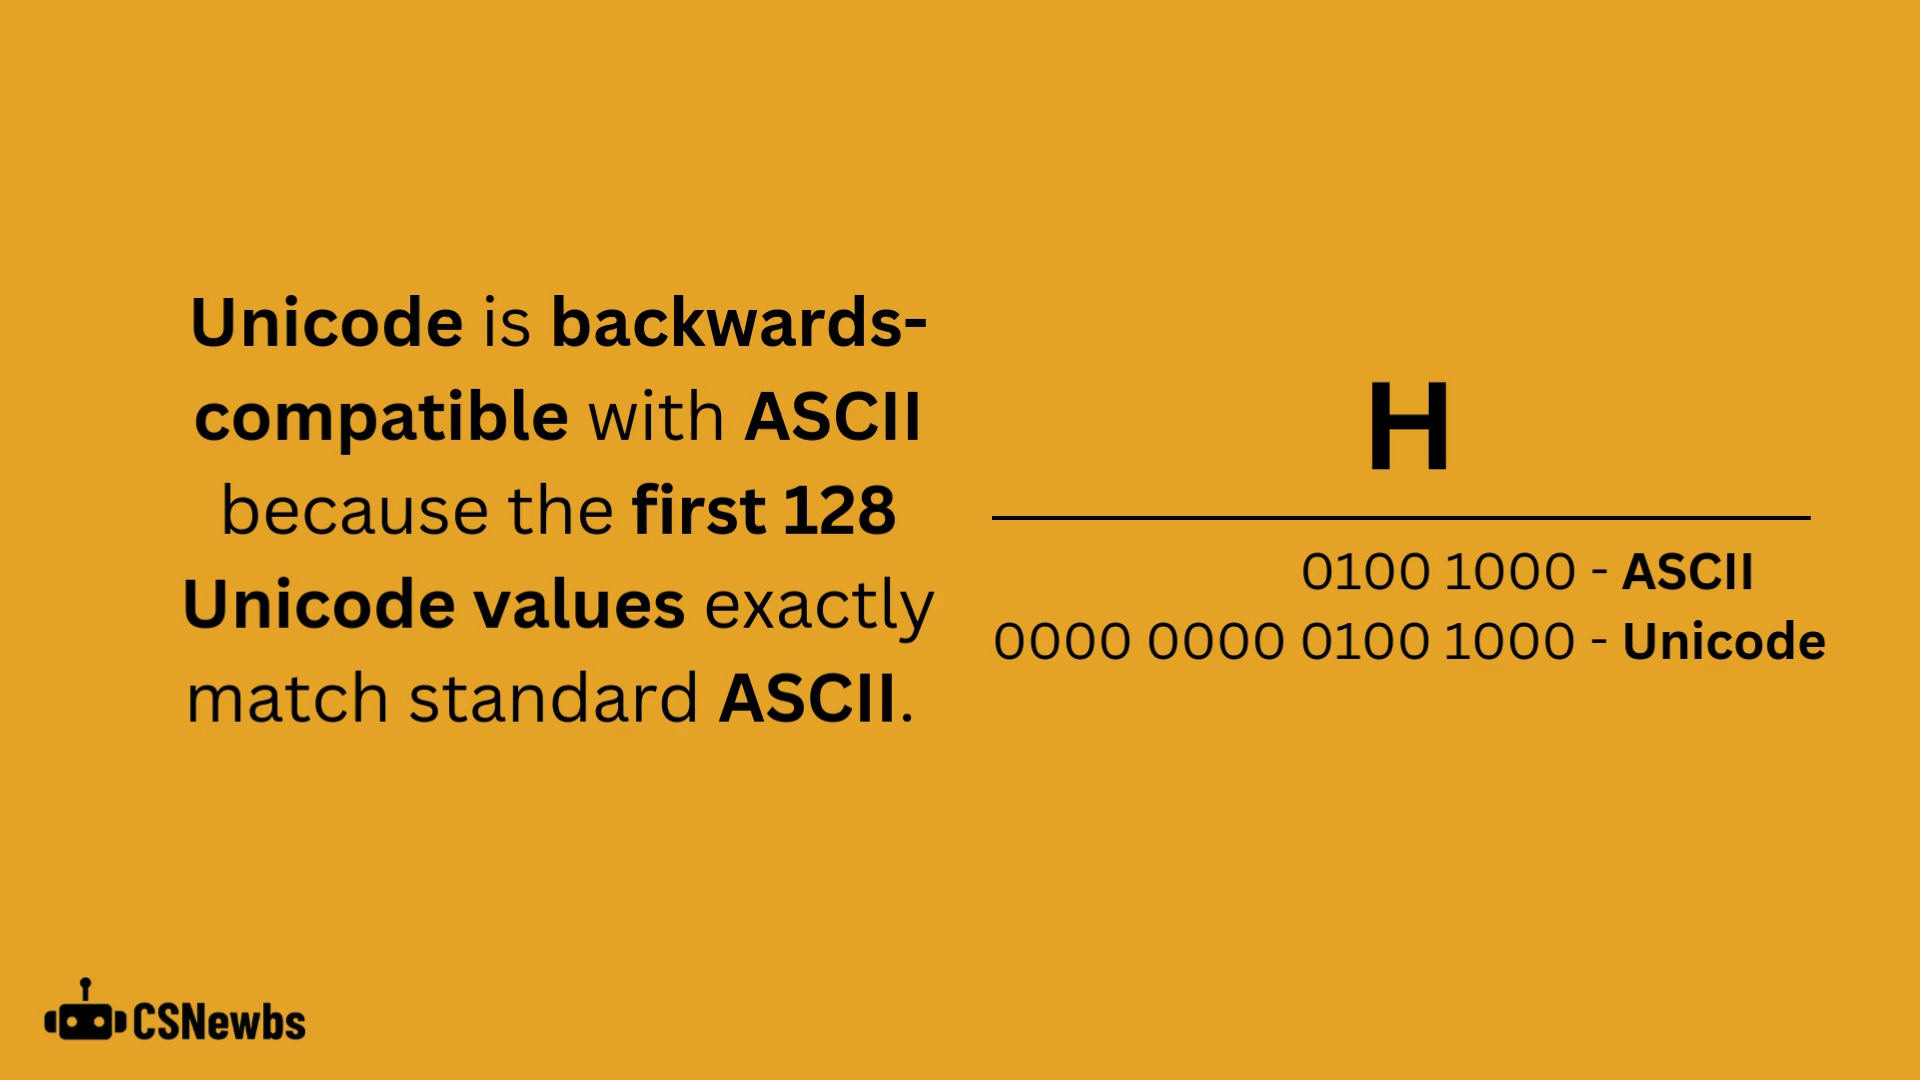 Unicode is backwards-
compatible with ASCII
because the first 128
Unicode values exactly
match standard ASCII.
H
0100 1000 - ASCII
0000 0000 0100 1000 - Unicode
CSNewbs